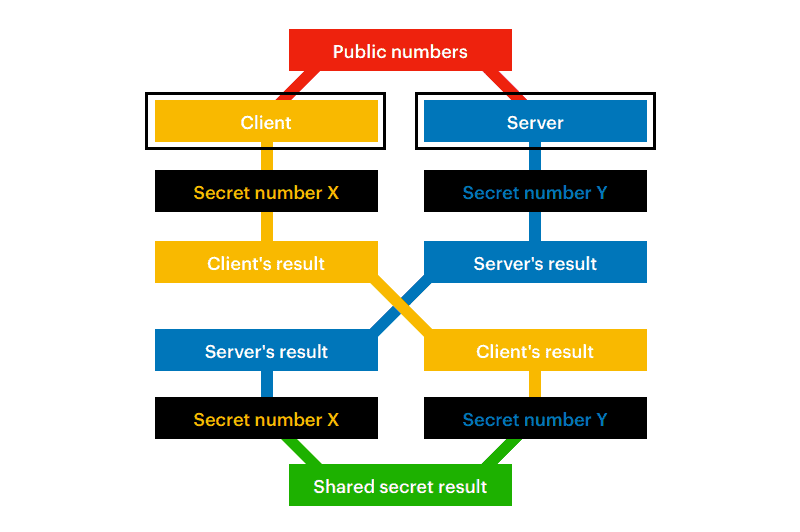 Public numbers
Client
Server
Secret number X
Secret number Y
Client's result
Server's result
Server's result
Client's result
Secret number X
Secret number Y
Shared secret result